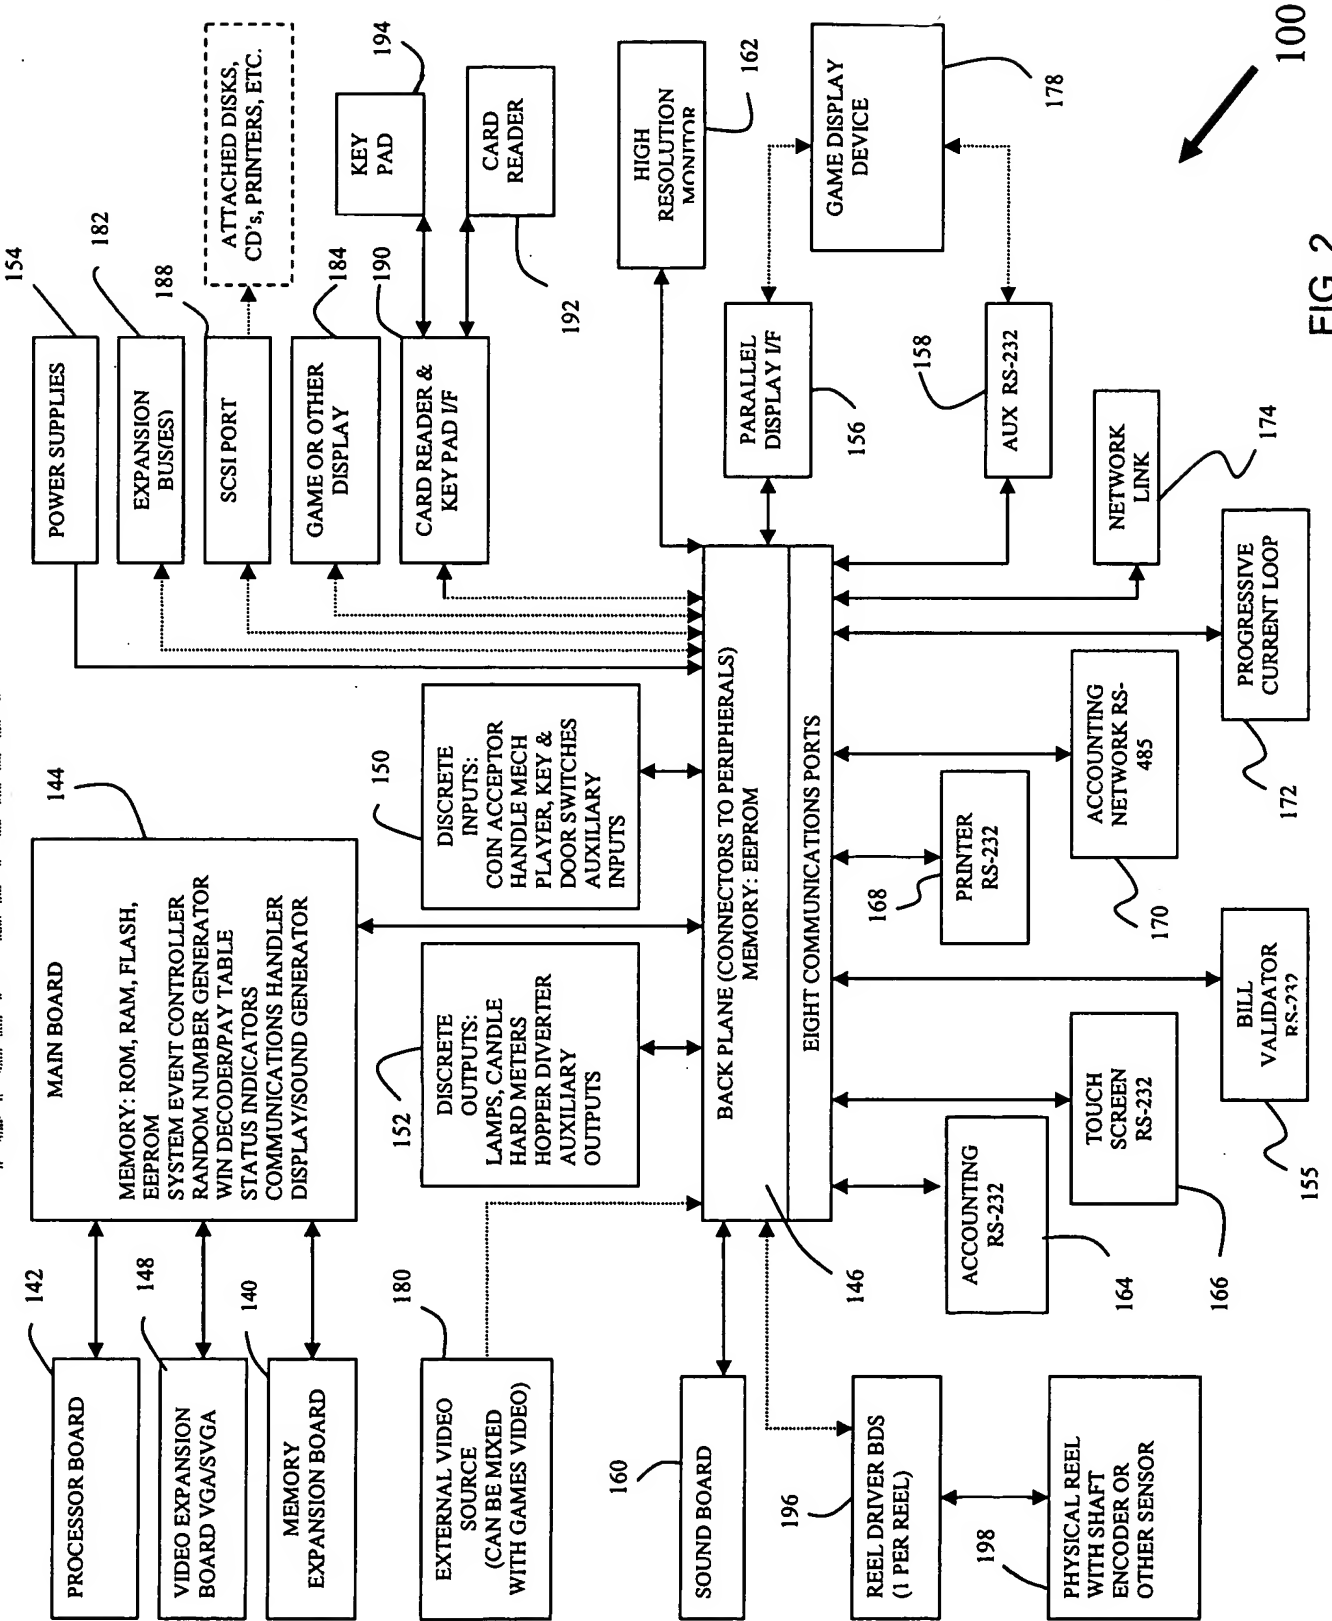 MAIN BOARD
MEMORY: ROM, RAM, FLASH,
EEPROM
SYSTEM EVENT CONTROLLER
RANDOM NUMBER GENERATOR
WIN DECODER/PAY TABLE
STATUS INDICATORS
COMMUNICATIONS HANDLER
DISPLAY/SOUND GENERATOR
144
PROCESSOR BOARD
142
VIDEO EXPANSION
BOARD VGA/SVGA
148
MEMORY
EXPANSION BOARD
140
EXTERNAL VIDEO
SOURCE
(CAN BE MIXED
WITH GAMES VIDEO)
180
DISCRETE
OUTPUTS:
LAMPS, CANDLE
HARD METERS
HOPPER DIVERTER
AUXILIARY
OUTPUTS
152
DISCRETE
INPUTS:
COIN ACCEPTOR
HANDLE MECH
PLAYER, KEY &
DOOR SWITCHES
AUXILIARY
INPUTS
150
POWER SUPPLIES
154
EXPANSION
BUS(ES)
182
SCSI PORT
188
ATTACHED DISKS,
CD's, PRINTERS, ETC.
GAME OR OTHER
DISPLAY
184
CARD READER &
KEY PAD I/F
190
KEY
PAD
194
CARD
READER
192
SOUND BOARD
160
BACK PLANE (CONNECTORS TO PERIPHERALS)
MEMORY: EEPROM
EIGHT COMMUNICATIONS PORTS
146
HIGH
RESOLUTION
MONITOR
162
PARALLEL
DISPLAY I/F
156
GAME DISPLAY
DEVICE
178
AUX RS-232
158
REEL DRIVER BDS
(1 PER REEL)
196
PHYSICAL REEL
WITH SHAFT
ENCODER OR
OTHER SENSOR
198
ACCOUNTING
RS-232
164
TOUCH
SCREEN
RS-232
166
BILL
VALIDATOR
RS-232
155
PRINTER
RS-232
168
ACCOUNTING
NETWORK RS-
485
170
PROGRESSIVE
CURRENT LOOP
172
NETWORK
LINK
174
100
FIG. 2